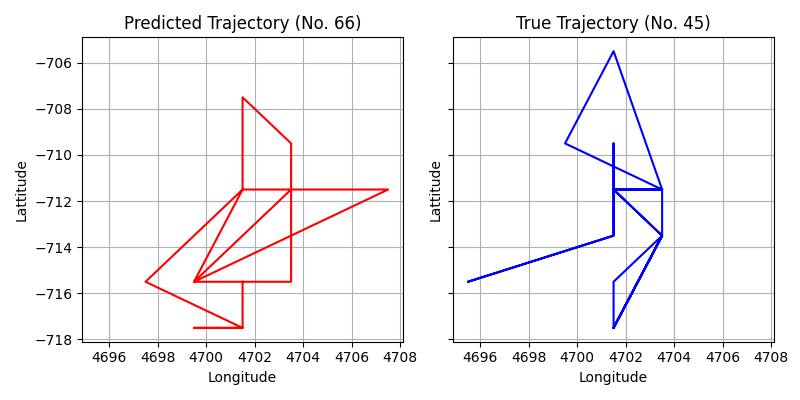 Predicted Trajectory (No. 66)
True Trajectory (No. 45)
−706
−708
−710
−712
−714
−716
−718
Lattitude
Lattitude
4696 4698 4700 4702 4704 4706 4708
4696 4698 4700 4702 4704 4706 4708
Longitude
Longitude